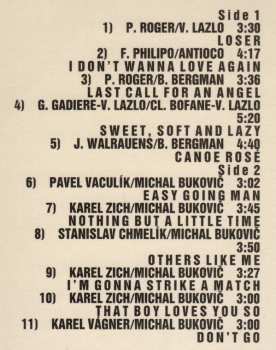 Side 1
1) P. ROGER/V. LAZLO 3:30
LOSER
2) F. PHILIPO/ANTIOCO 4:17
I DON'T WANNA LOVE AGAIN
3) P. ROGER/B. BERGMAN 3:36
LAST CALL FOR AN ANGEL
4) G. GADIERE-V. LAZLO/CL. BOFANE-V. LAZLO
5:20
SWEET, SOFT AND LAZY
5) J. WALRAUENS/B. BERGMAN 4:40
CANOE ROSÉ
Side 2
6) PAVEL VACULÍK/MICHAL BUKOVIČ 3:02
EASY GOING MAN
7) KAREL ZICH/MICHAL BUKOVIČ 3:45
NOTHING BUT A LITTLE TIME
8) STANISLAV CHMELÍK/MICHAL BUKOVIČ
3:50
OTHERS LIKE ME
9) KAREL ZICH/MICHAL BUKOVIČ 3:27
I'M GONNA STRIKE A MATCH
10) KAREL ZICH/MICHAL BUKOVIČ 3:00
THAT BOY LOVES YOU SO
11) KAREL VÁGNER/MICHAL BUKOVIČ 3:00
DON'T GO